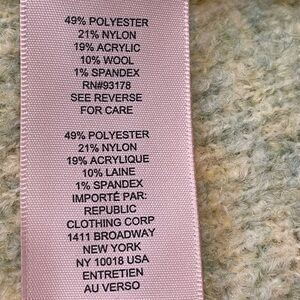 49% POLYESTER
21% NYLON
19% ACRYLIC
10% WOOL
1% SPANDEX
RN#93178
SEE REVERSE
FOR CARE
49% POLYESTER
21% NYLON
19% ACRYLIQUE
10% LAINE
1% SPANDEX
IMPORTÉ PAR:
REPUBLIC
CLOTHING CORP
1411 BROADWAY
NEW YORK
NY 10018 USA
ENTRETIEN
AU VERSO